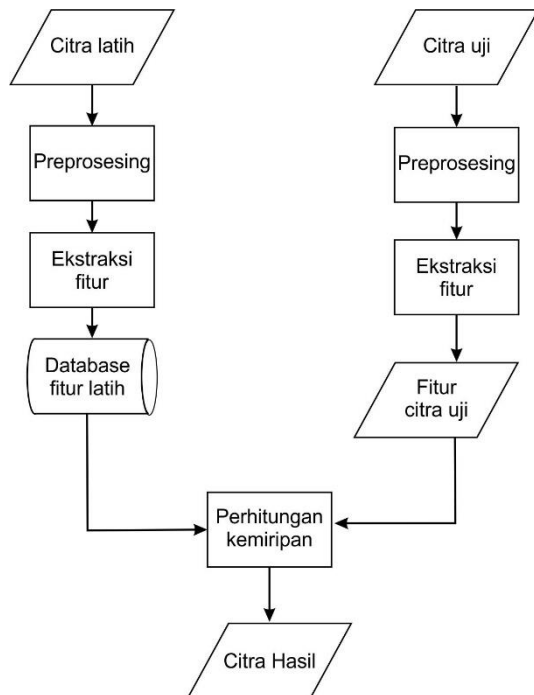 Citra latih
Preprosesing
Ekstraksi
fitur
Database
fitur latih
Citra uji
Preprosesing
Ekstraksi
fitur
Fitur
citra uji
Perhitungan
kemiripan
Citra Hasil